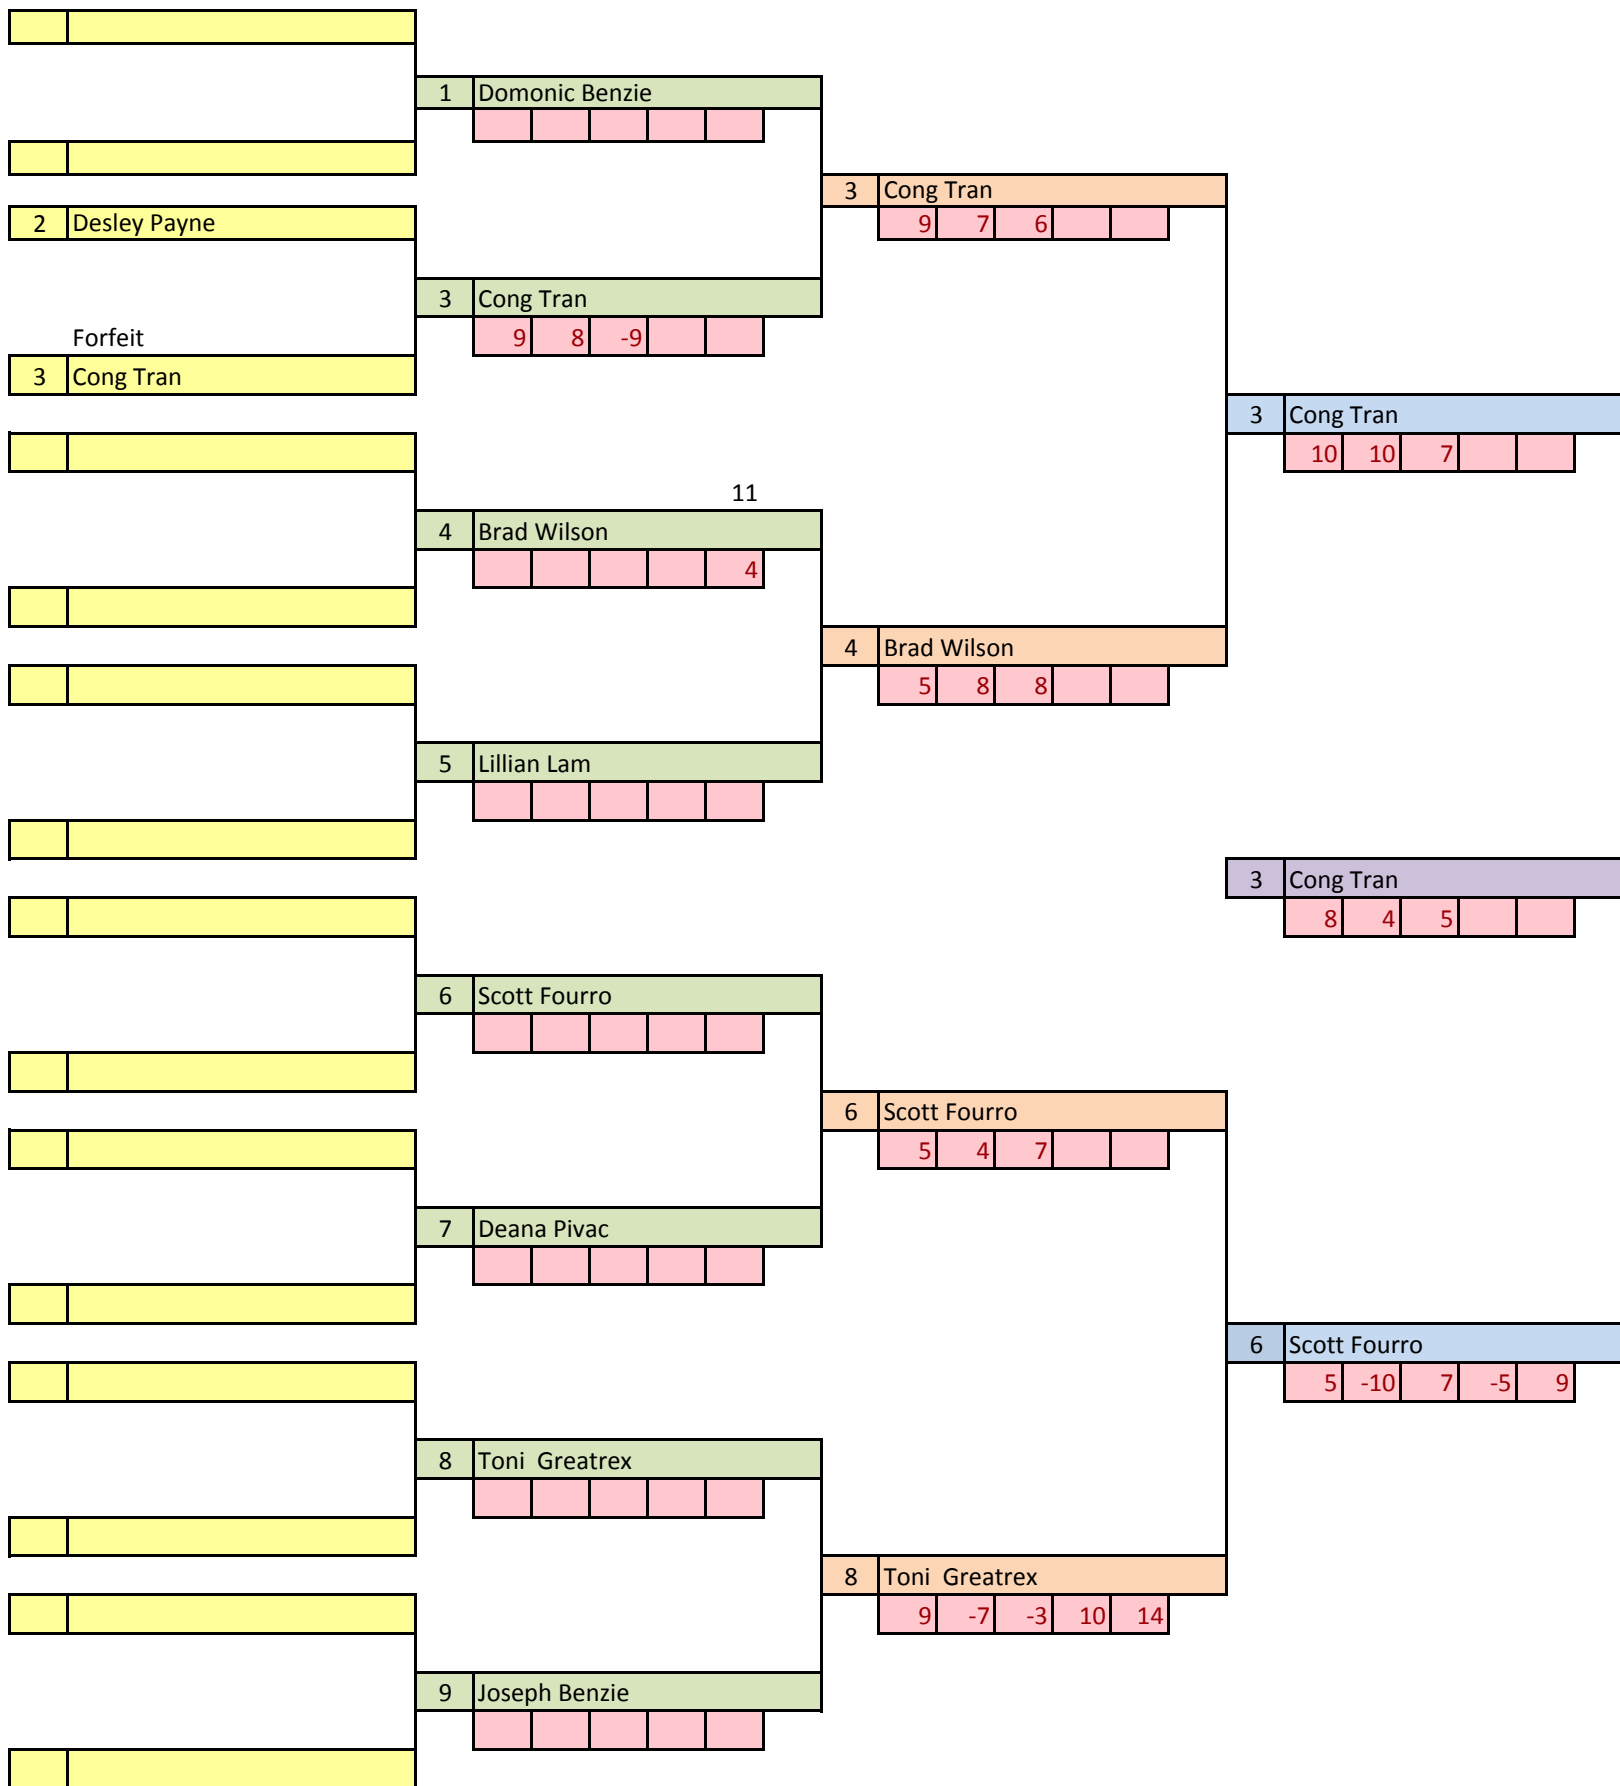 1 Domonic Benzie
3 Cong Tran
2 Desley Payne
9 7 6
3 Cong Tran
Forfeit
9 8 -9
3 Cong Tran
3 Cong Tran
10 10 7
11
4 Brad Wilson
4
4 Brad Wilson
5 8 8
5 Lillian Lam
3 Cong Tran
8 4 5
6 Scott Fourro
6 Scott Fourro
5 4 7
7 Deana Pivac
6 Scott Fourro
5 -10 7 -5 9
8 Toni  Greatrex
8 Toni  Greatrex
9 -7 -3 10 14
9 Joseph Benzie